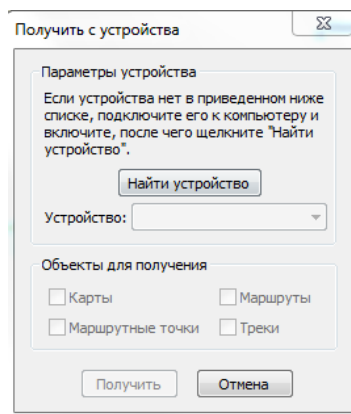 Получить с устройства
Параметры устройства
Если устройства нет в приведенном ниже
списке, подключите его к компьютеру и
включите, после чего щелкните "Найти
устройство".
Найти устройство
Устройство:
Объекты для получения
Карты Маршруты
Маршрутные точки Треки
Получить Отмена